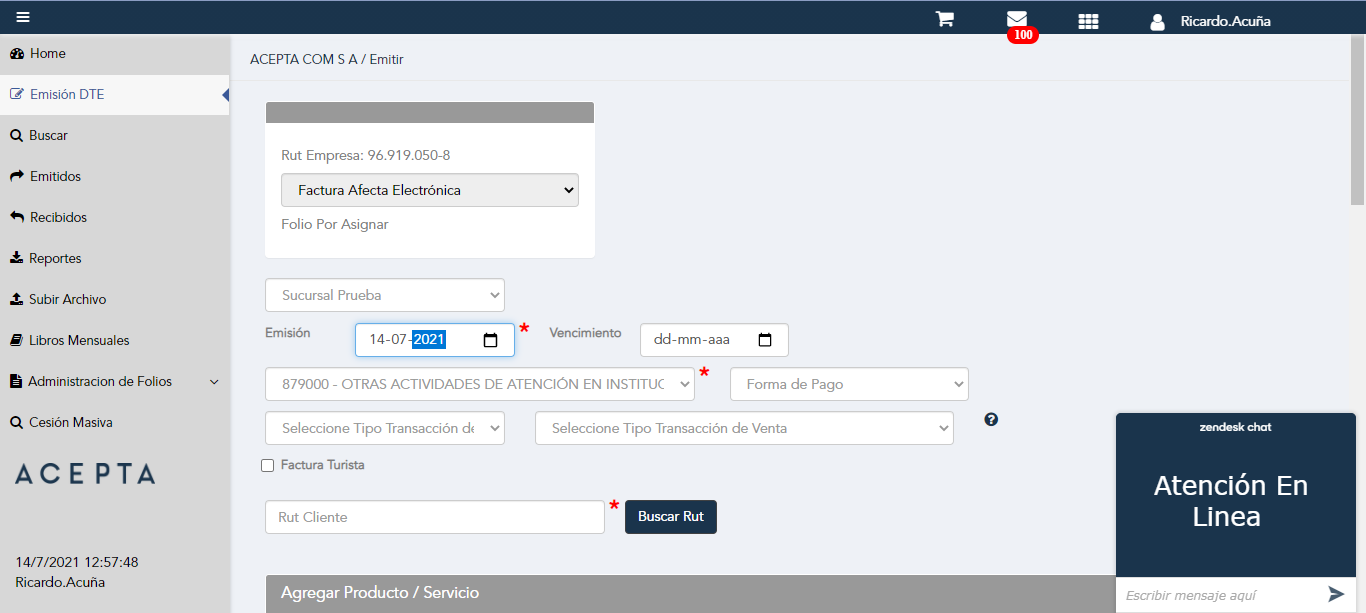 Ricardo.Acuña
100
Home
ACEPTA COM S A / Emitir
Emisión DTE
Buscar
Emitidos
Recibidos
Reportes
Subir Archivo
Libros Mensuales
Administracion de Folios
Cesión Masiva
ACEPTA
14/7/2021 12:57:48
Ricardo.Acuña
Rut Empresa: 96.919.050-8
Factura Afecta Electrónica
Folio Por Asignar
Sucursal Prueba
Emisión 14-07-2021 * Vencimiento dd-mm-aaa
879000 - OTRAS ACTIVIDADES DE ATENCIÓN EN INSTITUC * Forma de Pago
Seleccione Tipo Transacción de Seleccione Tipo Transacción de Venta ?
Factura Turista
Rut Cliente * Buscar Rut
Agregar Producto / Servicio
zendesk chat
Atención En
Linea
Escribir mensaje aquí